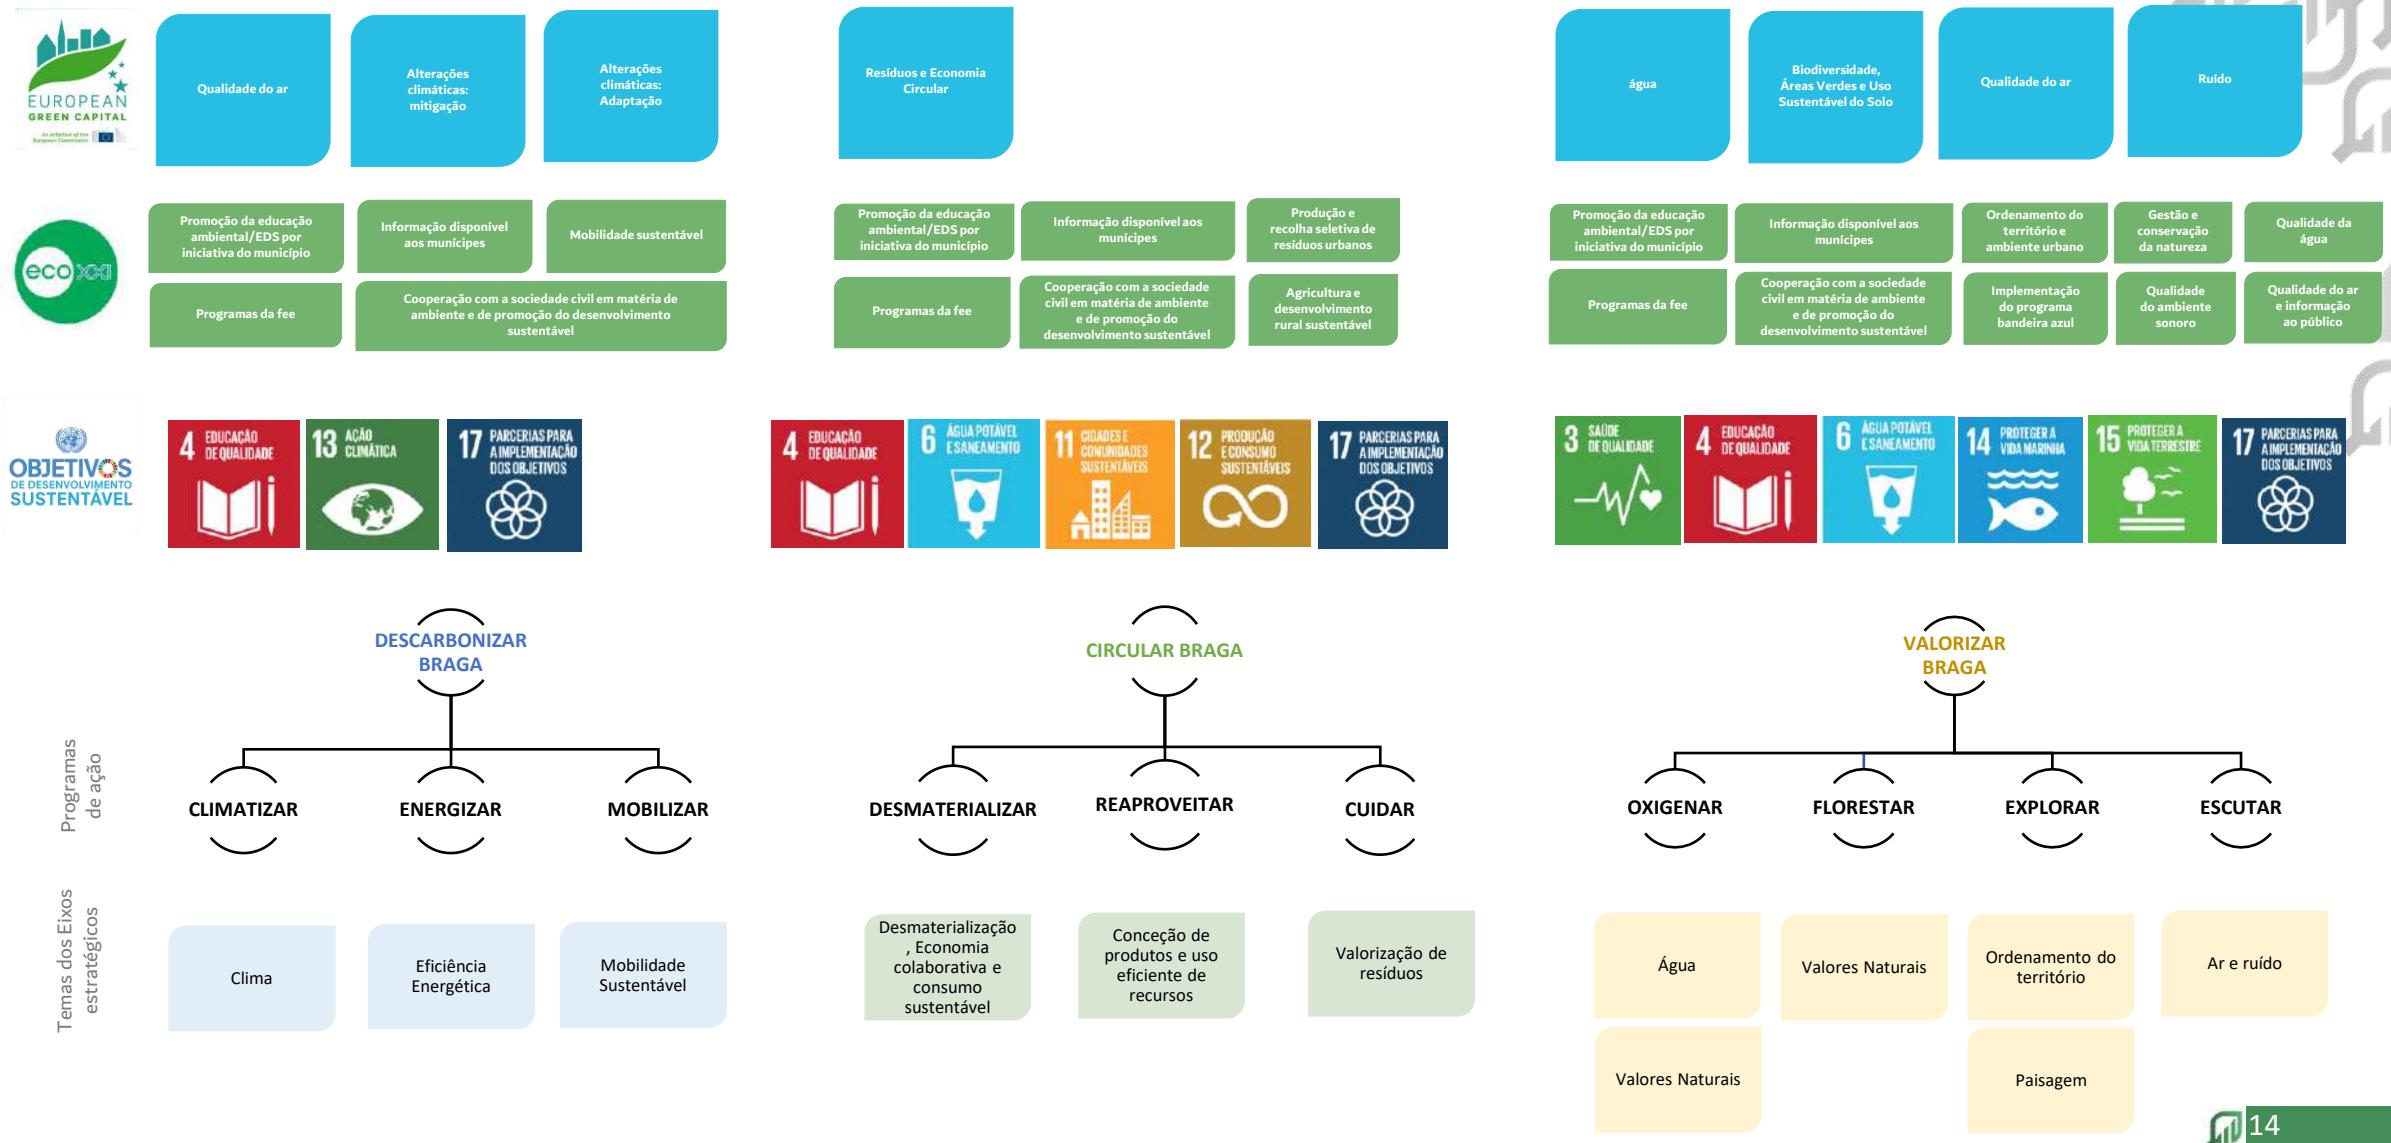 EUROPEAN
GREEN CAPITAL
An initiative of the
European Commission
Qualidade do ar
Alterações
climáticas:
mitigação
Alterações
climáticas:
Adaptação
Resíduos e Economia
Circular
água
Biodiversidade,
Áreas Verdes e Uso
Sustentável do Solo
Qualidade do ar
Ruído
eco xxi
Promoção da educação
ambiental/EDS por
iniciativa do município
Informação disponível
aos munícipes
Mobilidade sustentável
Programas da fee
Cooperação com a sociedade civil em matéria de
ambiente e de promoção do desenvolvimento
sustentável
Promoção da educação
ambiental/EDS por
iniciativa do município
Informação disponível aos
munícipes
Produção e
recolha seletiva de
resíduos urbanos
Programas da fee
Cooperação com a sociedade
civil em matéria de ambiente
e de promoção do
desenvolvimento sustentável
Agricultura e
desenvolvimento
rural sustentável
Promoção da educação
ambiental/EDS por
iniciativa do município
Informação disponível aos
munícipes
Ordenamento do
território e
ambiente urbano
Gestão e
conservação
da natureza
Qualidade da
água
Programas da fee
Cooperação com a sociedade
civil em matéria de ambiente
e de promoção do
desenvolvimento sustentável
Implementação
do programa
bandeira azul
Qualidade
do ambiente
sonoro
Qualidade do ar
e informação
ao público
OBJETIVOS
DE DESENVOLVIMENTO
SUSTENTÁVEL
4 EDUCAÇÃO
DE QUALIDADE
13 AÇÃO
CLIMÁTICA
17 PARCERIAS PARA
A IMPLEMENTAÇÃO
DOS OBJETIVOS
4 EDUCAÇÃO
DE QUALIDADE
6 ÁGUA POTÁVEL
E SANEAMENTO
11 CIDADES E
COMUNIDADES
SUSTENTÁVEIS
12 PRODUÇÃO
E CONSUMO
SUSTENTÁVEIS
17 PARCERIAS PARA
A IMPLEMENTAÇÃO
DOS OBJETIVOS
3 SAÚDE
DE QUALIDADE
4 EDUCAÇÃO
DE QUALIDADE
6 ÁGUA POTÁVEL
E SANEAMENTO
14 PROTEGER A
VIDA MARINHA
15 PROTEGER A
VIDA TERRESTRE
17 PARCERIAS PARA
A IMPLEMENTAÇÃO
DOS OBJETIVOS
DESCARBONIZAR
BRAGA
CIRCULAR BRAGA
VALORIZAR
BRAGA
Programas
de ação
CLIMATIZAR
ENERGIZAR
MOBILIZAR
DESMATERIALIZAR
REAPROVEITAR
CUIDAR
OXIGENAR
FLORESTAR
EXPLORAR
ESCUTAR
Temas dos Eixos
estratégicos
Clima
Eficiência
Energética
Mobilidade
Sustentável
Desmaterialização
, Economia
colaborativa e
consumo
sustentável
Conceção de
produtos e uso
eficiente de
recursos
Valorização de
resíduos
Água
Valores Naturais
Ordenamento do
território
Ar e ruído
Valores Naturais
Paisagem
14